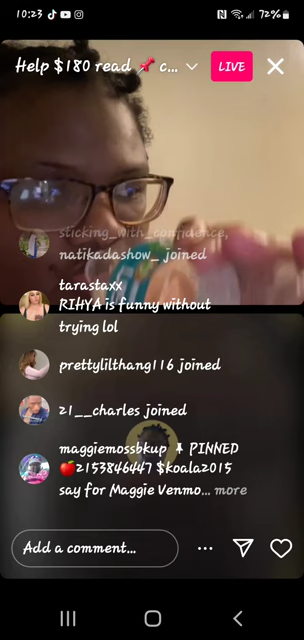 10:23
72%
Help $180 read 📌 c...
LIVE
sticking_with_confidence,
natikadashow_ joined
tarastaxx
RIHYA is funny without
trying lol
prettylilthang116 joined
21__charles joined
maggiemossbkup 📌 PINNED
🍎2153846447 $koala2015
say for Maggie Venmo... more
Add a comment...